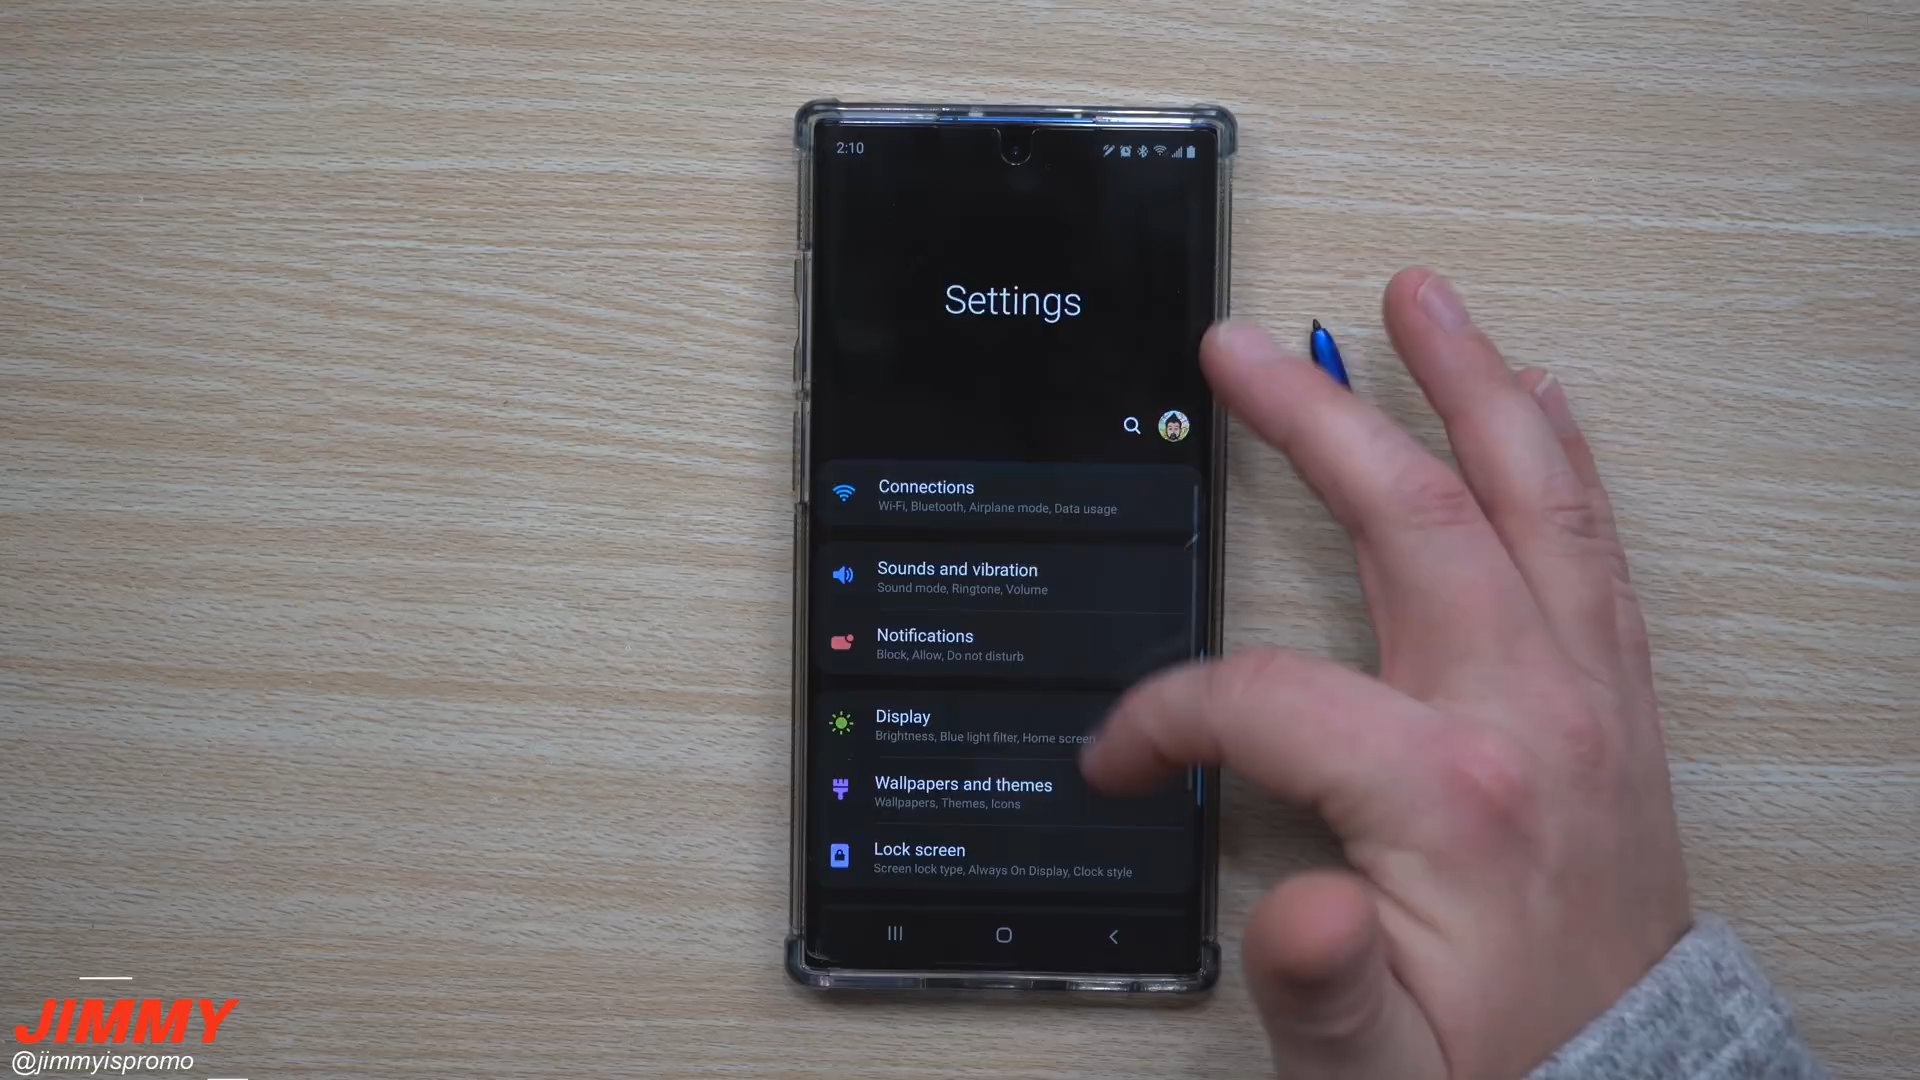 2:10
Settings
Connections
Wi-Fi, Bluetooth, Airplane mode, Data usage
Sounds and vibration
Sound mode, Ringtone, Volume
Notifications
Block, Allow, Do not disturb
Display
Brightness, Blue light filter, Home screen
Wallpapers and themes
Wallpapers, Themes, Icons
Lock screen
Screen lock type, Always On Display, Clock style
JIMMY
@jimmyispromo